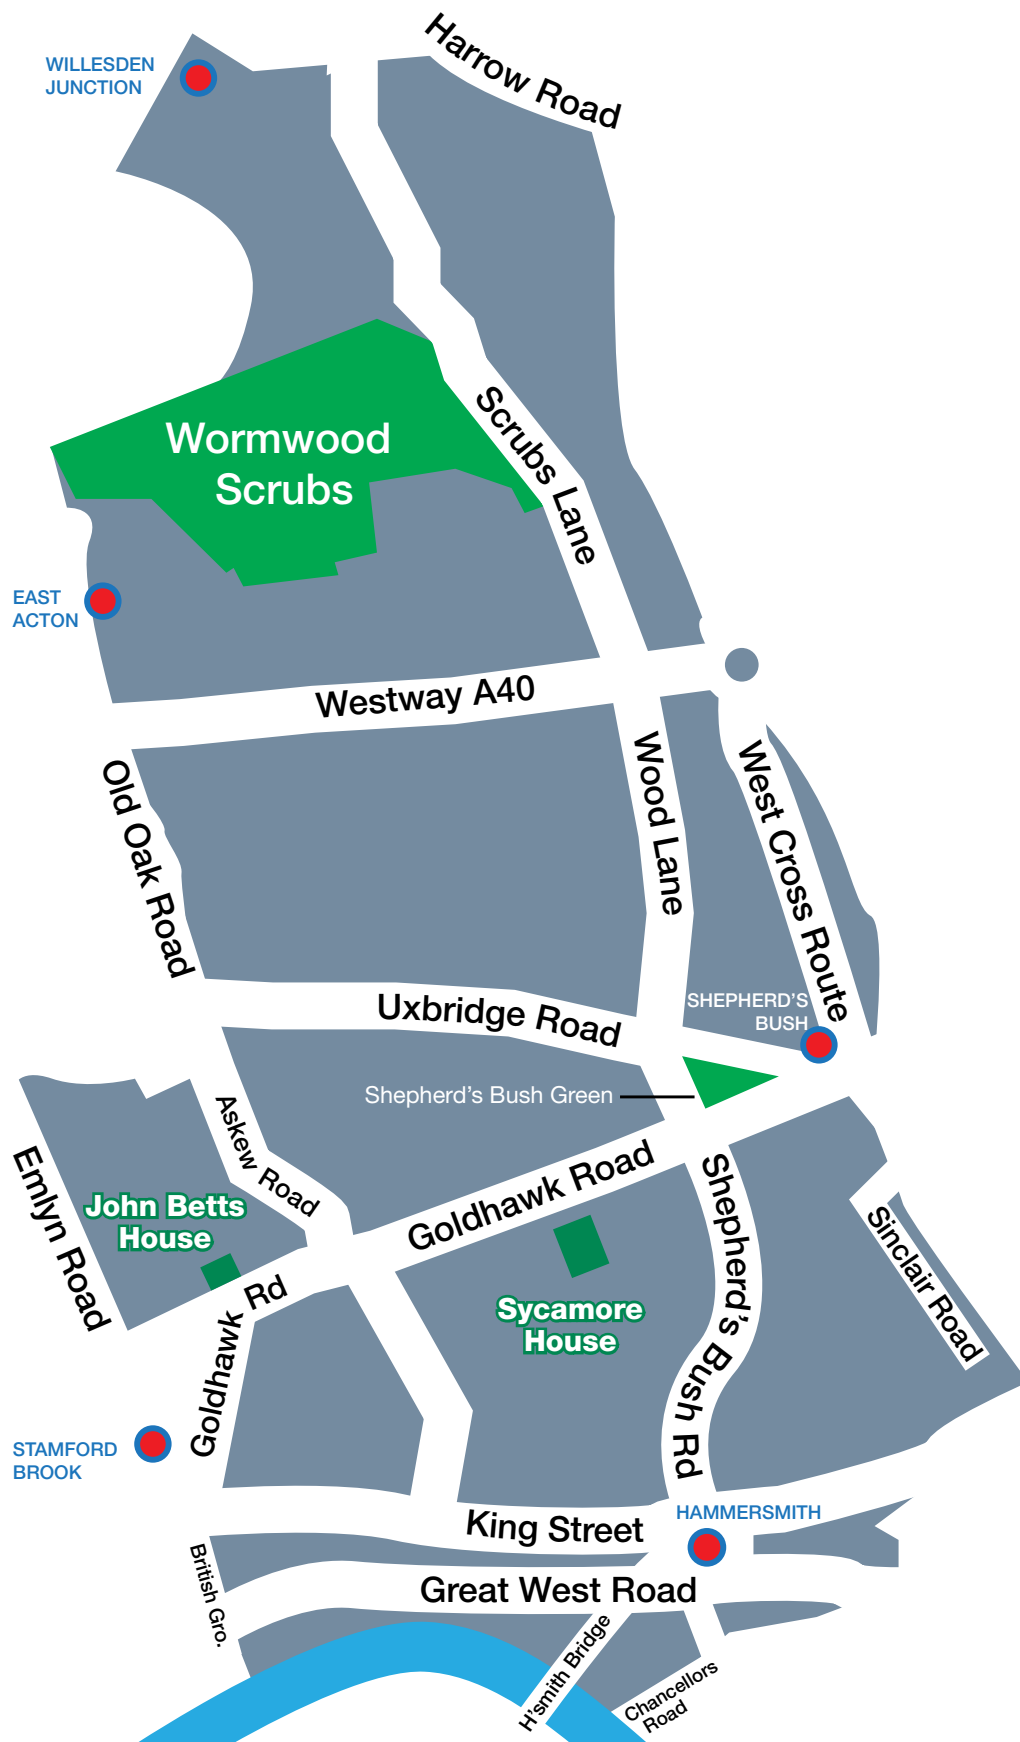 Harrow Road
WILLESDEN
JUNCTION
Wormwood
Scrubs
Scrubs Lane
EAST
ACTON
Westway A40
Old Oak Road
Wood Lane
West Cross Route
SHEPHERD'S
BUSH
Uxbridge Road
Shepherd's Bush Green
Askew Road
Emlyn Road
John Betts
House
Goldhawk Road
Shepherd's Bush Rd
Sinclair Road
Goldhawk Rd
Sycamore
House
STAMFORD
BROOK
HAMMERSMITH
King Street
British Gro.
Great West Road
H'smith Bridge
Chancellors
Road